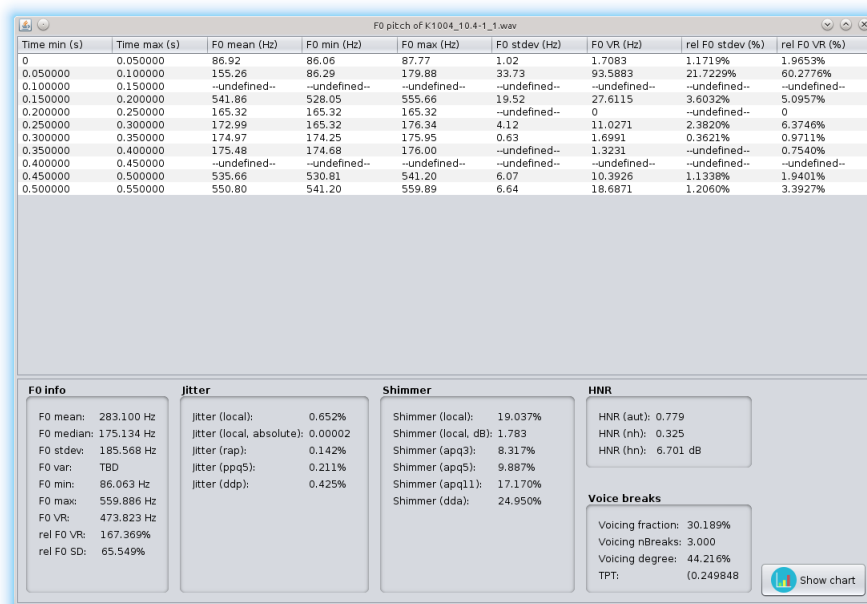 F0 pitch of K1004_10.4-1_1.wav
Time min (s) Time max (s) F0 mean (Hz) F0 min (Hz) F0 max (Hz) F0 stdev (Hz) F0 VR (Hz) rel F0 stdev (%) rel F0 VR (%)
0 0.050000 86.92 86.06 87.77 1.02 1.7083 1.1719% 1.9653%
0.050000 0.100000 155.26 86.29 179.88 33.73 93.5883 21.7229% 60.2776%
0.100000 0.150000 --undefined-- --undefined-- --undefined-- --undefined-- --undefined-- --undefined-- --undefined--
0.150000 0.200000 541.86 528.05 555.66 19.52 27.6115 3.6032% 5.0957%
0.200000 0.250000 165.32 165.32 165.32 --undefined-- 0 --undefined-- 0
0.250000 0.300000 172.99 165.32 176.34 4.12 11.0271 2.3820% 6.3746%
0.300000 0.350000 174.97 174.25 175.95 0.63 1.6991 0.3621% 0.9711%
0.350000 0.400000 175.48 174.68 176.00 --undefined-- 1.3231 --undefined-- 0.7540%
0.400000 0.450000 --undefined-- --undefined-- --undefined-- --undefined-- --undefined-- --undefined-- --undefined--
0.450000 0.500000 535.66 530.81 541.20 6.07 10.3926 1.1338% 1.9401%
0.500000 0.550000 550.80 541.20 559.89 6.64 18.6871 1.2060% 3.3927%
F0 info
F0 mean: 283.100 Hz
F0 median: 175.134 Hz
F0 stdev: 185.568 Hz
F0 var: TBD
F0 min: 86.063 Hz
F0 max: 559.886 Hz
F0 VR: 473.823 Hz
rel F0 VR: 167.369%
rel F0 SD: 65.549%
Jitter
Jitter (local): 0.652%
Jitter (local, absolute): 0.00002
Jitter (rap): 0.142%
Jitter (ppq5): 0.211%
Jitter (ddp): 0.425%
Shimmer
Shimmer (local): 19.037%
Shimmer (local, dB): 1.783
Shimmer (apq3): 8.317%
Shimmer (apq5): 9.887%
Shimmer (apq11): 17.170%
Shimmer (dda): 24.950%
HNR
HNR (aut): 0.779
HNR (nh): 0.325
HNR (hn): 6.701 dB
Voice breaks
Voicing fraction: 30.189%
Voicing nBreaks: 3.000
Voicing degree: 44.216%
TPT: (0.249848
Show chart